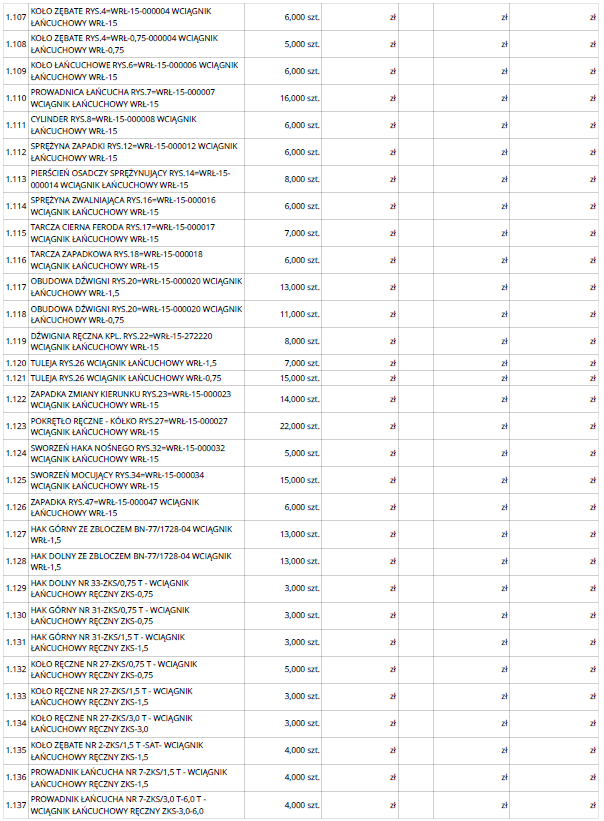 1.107 KOŁO ZĘBATE RYS.4=WRŁ-15-000004 WCIĄGNIK ŁAŃCUCHOWY WRŁ-15 6,000 szt. zł zł zł
1.108 KOŁO ZĘBATE RYS.4=WRŁ-0,75-000004 WCIĄGNIK ŁAŃCUCHOWY WRŁ-0,75 5,000 szt. zł zł zł
1.109 KOŁO ŁAŃCUCHOWE RYS.6=WRŁ-15-000006 WCIĄGNIK ŁAŃCUCHOWY WRŁ-15 6,000 szt. zł zł zł
1.110 PROWADNICA ŁAŃCUCHA RYS.7=WRŁ-15-000007 WCIĄGNIK ŁAŃCUCHOWY WRŁ-15 16,000 szt. zł zł zł
1.111 CYLINDER RYS.8=WRŁ-15-000008 WCIĄGNIK ŁAŃCUCHOWY WRŁ-15 6,000 szt. zł zł zł
1.112 SPRĘŻYNA ZAPADKI RYS.12=WRŁ-15-000012 WCIĄGNIK ŁAŃCUCHOWY WRŁ-15 6,000 szt. zł zł zł
1.113 PIERŚCIEŃ OSADCZY SPRĘŻYNUJĄCY RYS.14=WRŁ-15-000014 WCIĄGNIK ŁAŃCUCHOWY WRŁ-15 8,000 szt. zł zł zł
1.114 SPRĘŻYNA ZWALNIAJĄCA RYS.16=WRŁ-15-000016 WCIĄGNIK ŁAŃCUCHOWY WRŁ-15 6,000 szt. zł zł zł
1.115 TARCZA CIERNA FERODA RYS.17=WRŁ-15-000017 WCIĄGNIK ŁAŃCUCHOWY WRŁ-15 7,000 szt. zł zł zł
1.116 TARCZA ZAPADKOWA RYS.18=WRŁ-15-000018 WCIĄGNIK ŁAŃCUCHOWY WRŁ-15 6,000 szt. zł zł zł
1.117 OBUDOWA DŹWIGNI RYS.20=WRŁ-15-000020 WCIĄGNIK ŁAŃCUCHOWY WRŁ-1,5 13,000 szt. zł zł zł
1.118 OBUDOWA DŹWIGNI RYS.20=WRŁ-15-000020 WCIĄGNIK ŁAŃCUCHOWY WRŁ-0,75 11,000 szt. zł zł zł
1.119 DŹWIGNIA RĘCZNA KPL. RYS.22=WRŁ-15-272220 WCIĄGNIK ŁAŃCUCHOWY WRŁ-15 8,000 szt. zł zł zł
1.120 TULEJA RYS.26 WCIĄGNIK ŁAŃCUCHOWY WRŁ-1,5 7,000 szt. zł zł zł
1.121 TULEJA RYS.26 WCIĄGNIK ŁAŃCUCHOWY WRŁ-0,75 15,000 szt. zł zł zł
1.122 ZAPADKA ZMIANY KIERUNKU RYS.23=WRŁ-15-000023 WCIĄGNIK ŁAŃCUCHOWY WRŁ-15 14,000 szt. zł zł zł
1.123 POKRĘTŁO RĘCZNE - KÓŁKO RYS.27=WRŁ-15-000027 WCIĄGNIK ŁAŃCUCHOWY WRŁ-15 22,000 szt. zł zł zł
1.124 SWORZEŃ HAKA NOŚNEGO RYS.32=WRŁ-15-000032 WCIĄGNIK ŁAŃCUCHOWY WRŁ-15 5,000 szt. zł zł zł
1.125 SWORZEŃ MOCUJĄCY RYS.34=WRŁ-15-000034 WCIĄGNIK ŁAŃCUCHOWY WRŁ-15 15,000 szt. zł zł zł
1.126 ZAPADKA RYS.47=WRŁ-15-000047 WCIĄGNIK ŁAŃCUCHOWY WRŁ-15 6,000 szt. zł zł zł
1.127 HAK GÓRNY ZE ZBLOCZEM BN-77/1728-04 WCIĄGNIK WRŁ-1,5 13,000 szt. zł zł zł
1.128 HAK DOLNY ZE ZBLOCZEM BN-77/1728-04 WCIĄGNIK WRŁ-1,5 13,000 szt. zł zł zł
1.129 HAK DOLNY NR 33-ZKS/0,75 T - WCIĄGNIK ŁAŃCUCHOWY RĘCZNY ZKS-0,75 3,000 szt. zł zł zł
1.130 HAK GÓRNY NR 31-ZKS/0,75 T - WCIĄGNIK ŁAŃCUCHOWY RĘCZNY ZKS-0,75 3,000 szt. zł zł zł
1.131 HAK GÓRNY NR 31-ZKS/1,5 T - WCIĄGNIK ŁAŃCUCHOWY RĘCZNY ZKS-1,5 3,000 szt. zł zł zł
1.132 KOŁO RĘCZNE NR 27-ZKS/0,75 T - WCIĄGNIK ŁAŃCUCHOWY RĘCZNY ZKS-0,75 5,000 szt. zł zł zł
1.133 KOŁO RĘCZNE NR 27-ZKS/1,5 T - WCIĄGNIK ŁAŃCUCHOWY RĘCZNY ZKS-1,5 3,000 szt. zł zł zł
1.134 KOŁO RĘCZNE NR 27-ZKS/3,0 T - WCIĄGNIK ŁAŃCUCHOWY RĘCZNY ZKS-3,0 3,000 szt. zł zł zł
1.135 KOŁO ZĘBATE NR 2-ZKS/1,5 T -SAT- WCIĄGNIK ŁAŃCUCHOWY RĘCZNY ZKS-1,5 4,000 szt. zł zł zł
1.136 PROWADNIK ŁAŃCUCHA NR 7-ZKS/1,5 T - WCIĄGNIK ŁAŃCUCHOWY RĘCZNY ZKS-1,5 4,000 szt. zł zł zł
1.137 PROWADNIK ŁAŃCUCHA NR 7-ZKS/3,0 T-6,0 T - WCIĄGNIK ŁAŃCUCHOWY RĘCZNY ZKS-3,0-6,0 4,000 szt. zł zł zł